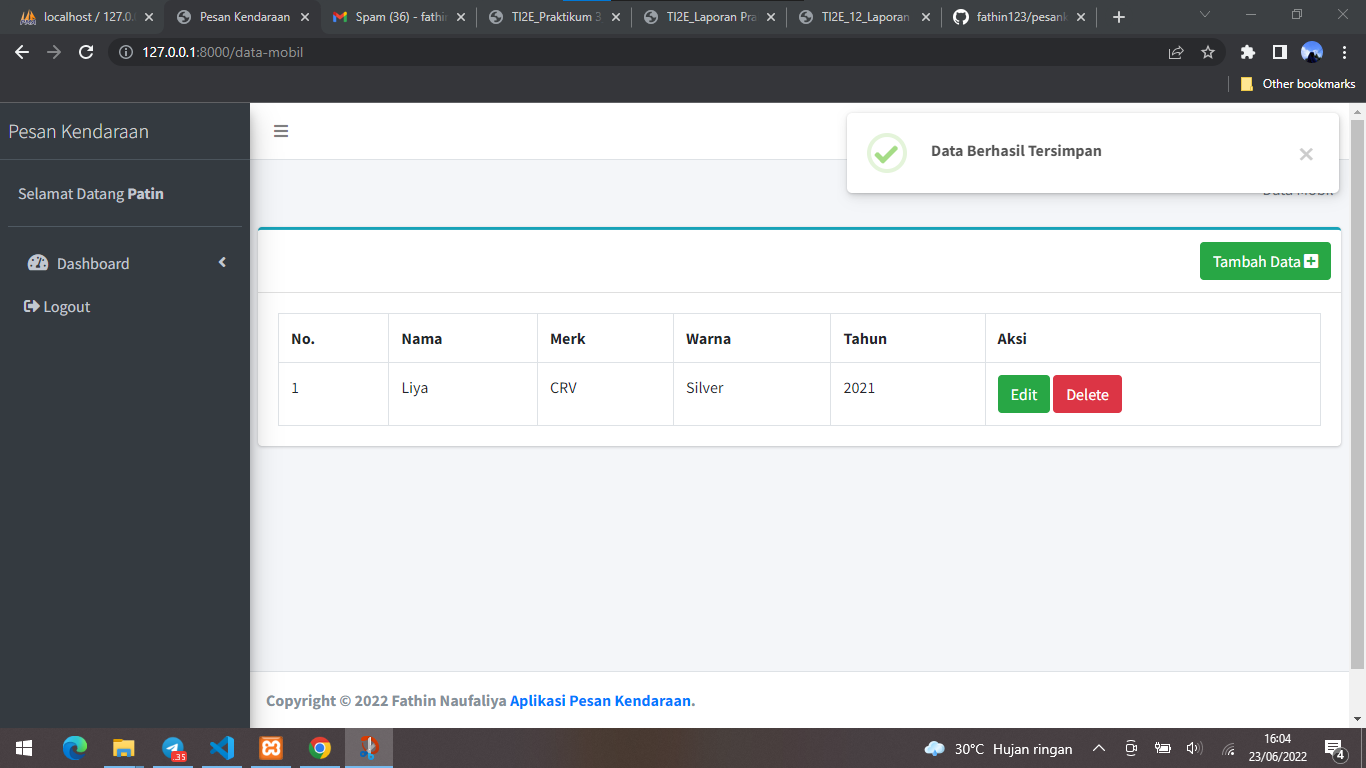 localhost / 127.0.
Pesan Kendaraan
Spam (36) - fathi
TI2E_Praktikum 3
TI2E_Laporan Pra
TI2E_12_Laporan
fathin123/pesank
127.0.0.1:8000/data-mobil
Other bookmarks
Pesan Kendaraan
Selamat Datang Patin
Dashboard
Logout
Data Berhasil Tersimpan
Data Mobil
Tambah Data
No. Nama Merk Warna Tahun Aksi
1 Liya CRV Silver 2021 Edit Delete
Copyright © 2022 Fathin Naufaliya Aplikasi Pesan Kendaraan.
35
30°C Hujan ringan
16:04
23/06/2022
4